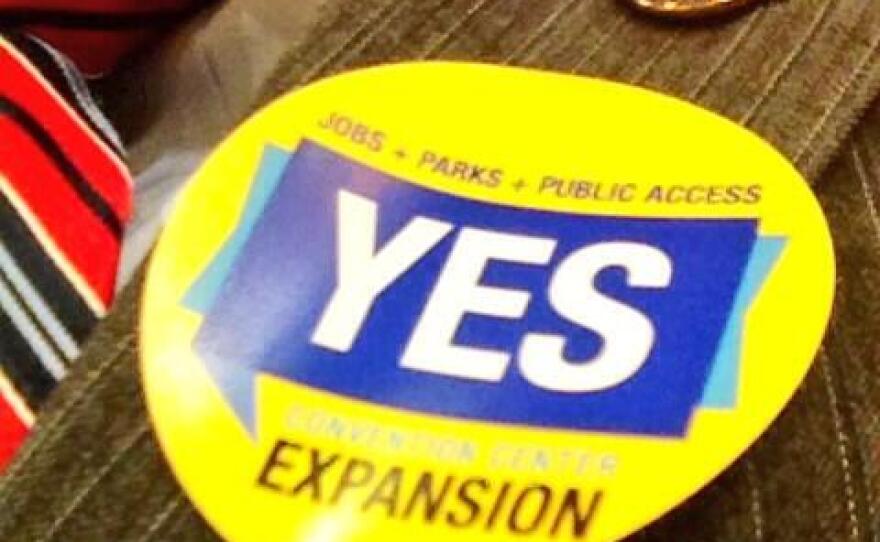 JOBS + PARKS + PUBLIC ACCESS
YES
CONVENTION CENTER
EXPANSION